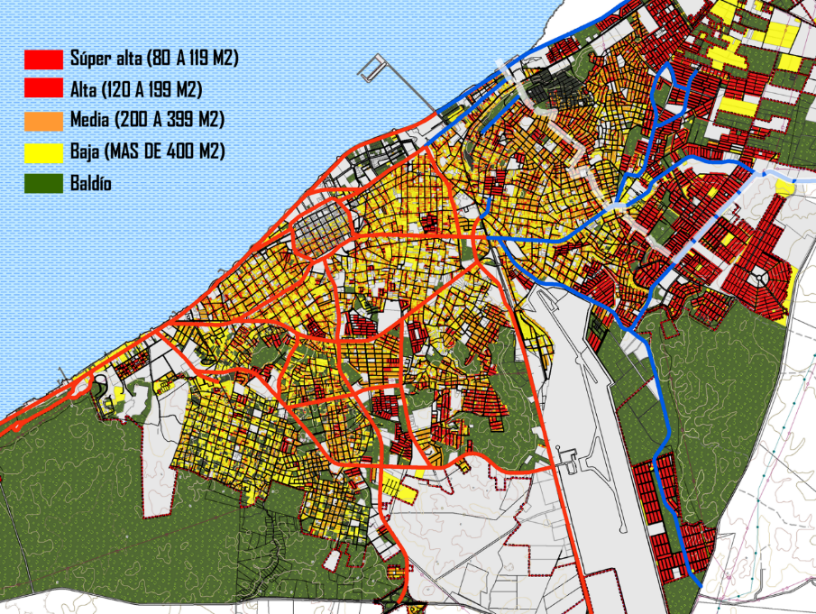 Súper alta (80 A 119 M2)
Alta (120 A 199 M2)
Media (200 A 399 M2)
Baja (MAS DE 400 M2)
Baldío